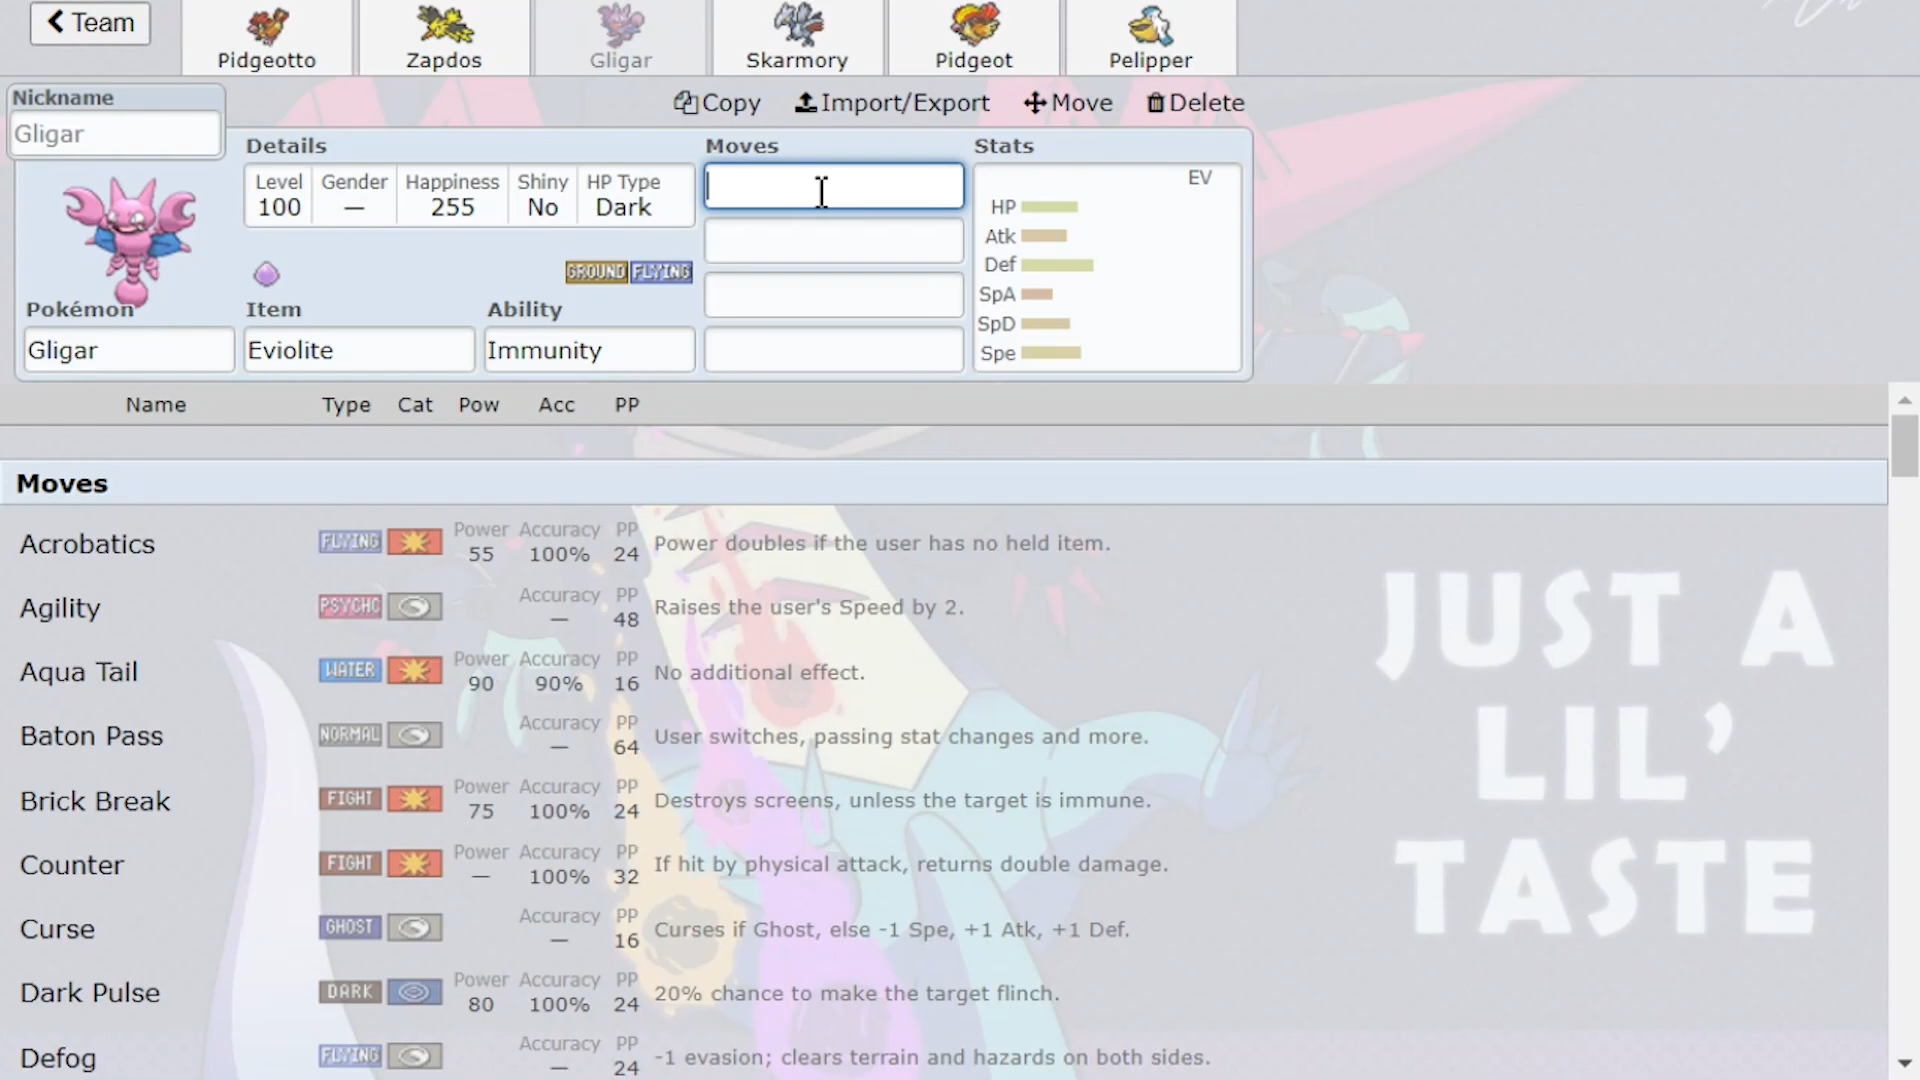 Team
Pidgeotto
Zapdos
Gligar
Skarmory
Pidgeot
Pelipper
Nickname
Gligar
Copy
Import/Export
Move
Delete
Details
Level
100
Gender
—
Happiness
255
Shiny
No
HP Type
Dark
GROUND FLYING
Pokémon
Gligar
Item
Eviolite
Ability
Immunity
Moves
Stats
EV
HP
Atk
Def
SpA
SpD
Spe
Name Type Cat Pow Acc PP
Moves
Acrobatics FLYING Power 55 Accuracy 100% PP 24 Power doubles if the user has no held item.
Agility PSYCHC Accuracy — PP 48 Raises the user's Speed by 2.
Aqua Tail WATER Power 90 Accuracy 90% PP 16 No additional effect.
Baton Pass NORMAL Accuracy — PP 64 User switches, passing stat changes and more.
Brick Break FIGHT Power 75 Accuracy 100% PP 24 Destroys screens, unless the target is immune.
Counter FIGHT Power — Accuracy 100% PP 32 If hit by physical attack, returns double damage.
Curse GHOST Accuracy — PP 16 Curses if Ghost, else -1 Spe, +1 Atk, +1 Def.
Dark Pulse DARK Power 80 Accuracy 100% PP 24 20% chance to make the target flinch.
Defog FLYING Accuracy — PP 24 -1 evasion; clears terrain and hazards on both sides.
JUST A
LIL'
TASTE